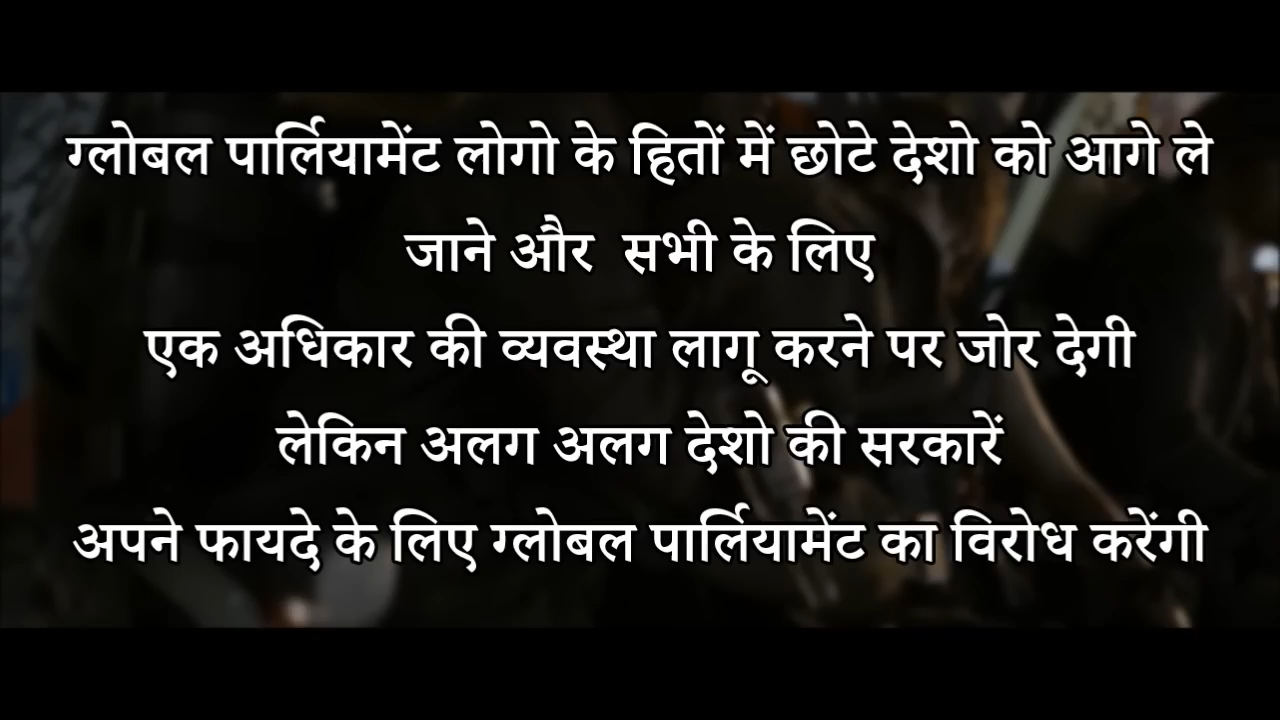 ग्लोबल पार्लियामेंट लोगो के हितों में छोटे देशो को आगे ले
जाने और  सभी के लिए
एक अधिकार की व्यवस्था लागू करने पर जोर देगी
लेकिन अलग अलग देशो की सरकारें
अपने फायदे के लिए ग्लोबल पार्लियामेंट का विरोध करेंगी